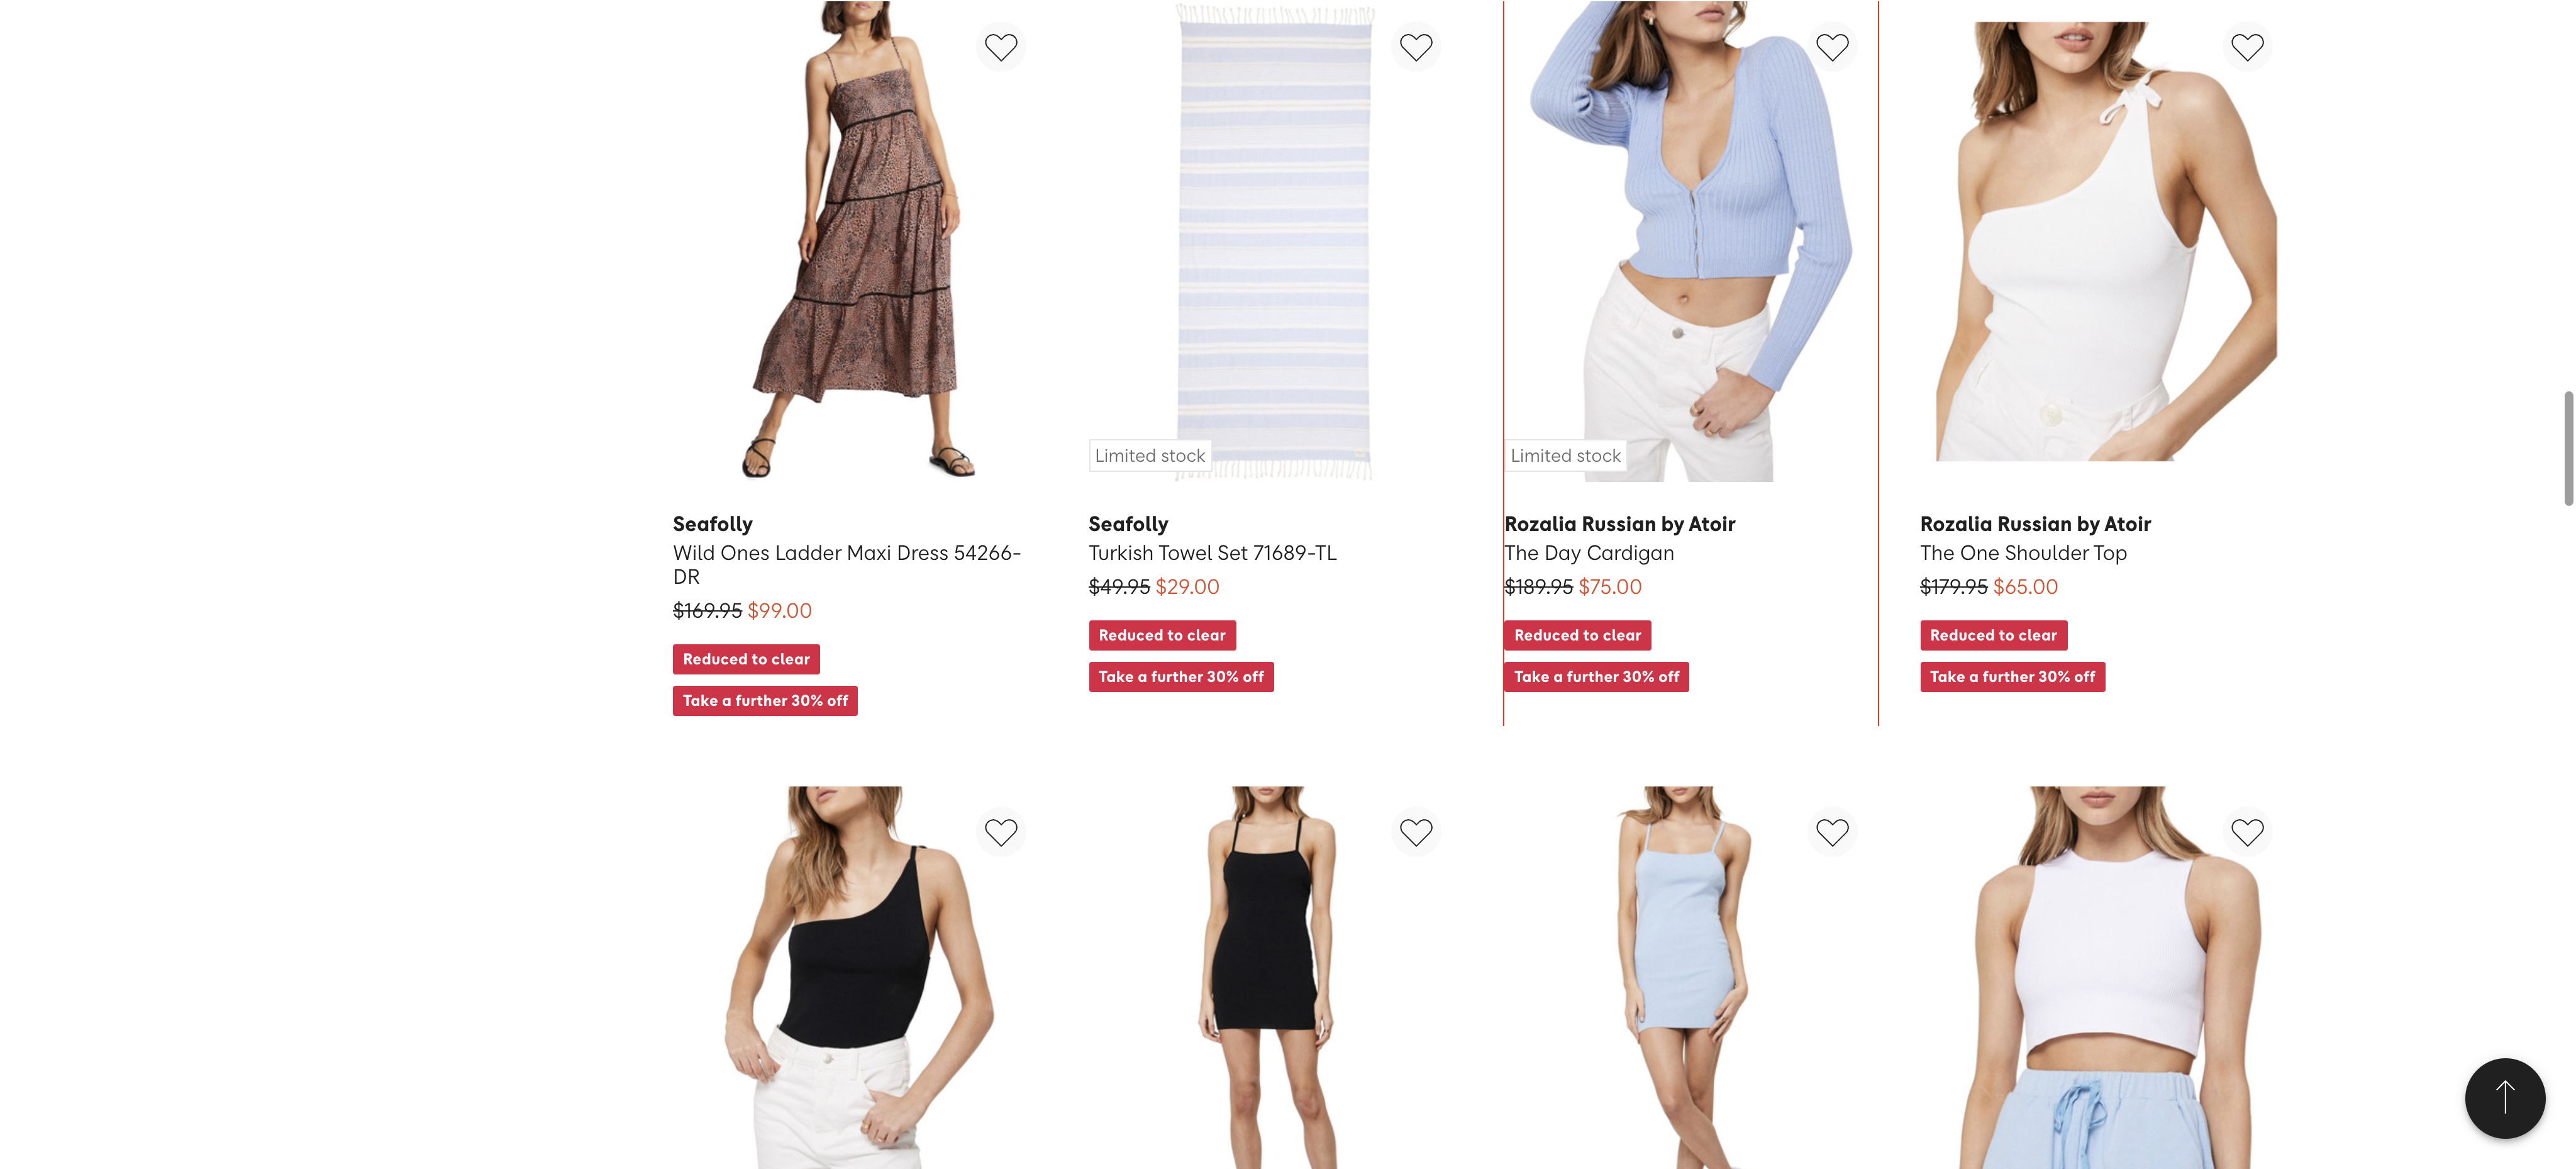 Limited stock
Limited stock
Seafolly
Wild Ones Ladder Maxi Dress 54266-
DR
$169.95 $99.00
Reduced to clear
Take a further 30% off
Seafolly
Turkish Towel Set 71689-TL
$49.95 $29.00
Reduced to clear
Take a further 30% off
Rozalia Russian by Atoir
The Day Cardigan
$189.95 $75.00
Reduced to clear
Take a further 30% off
Rozalia Russian by Atoir
The One Shoulder Top
$179.95 $65.00
Reduced to clear
Take a further 30% off